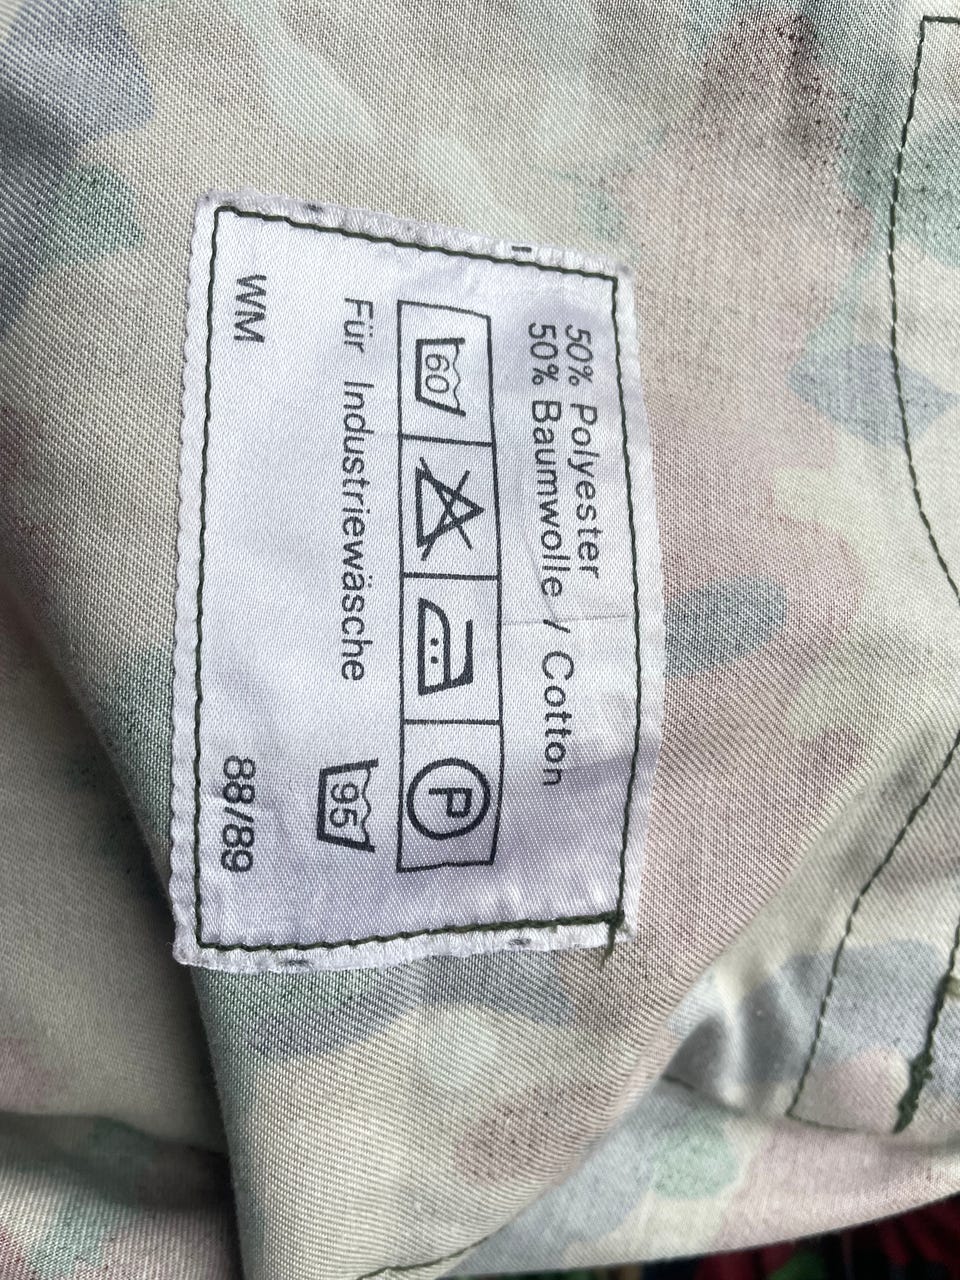 50% Polyester
50% Baumwolle / Cotton
60 P
Für Industriewäsche 95
WM 88/89